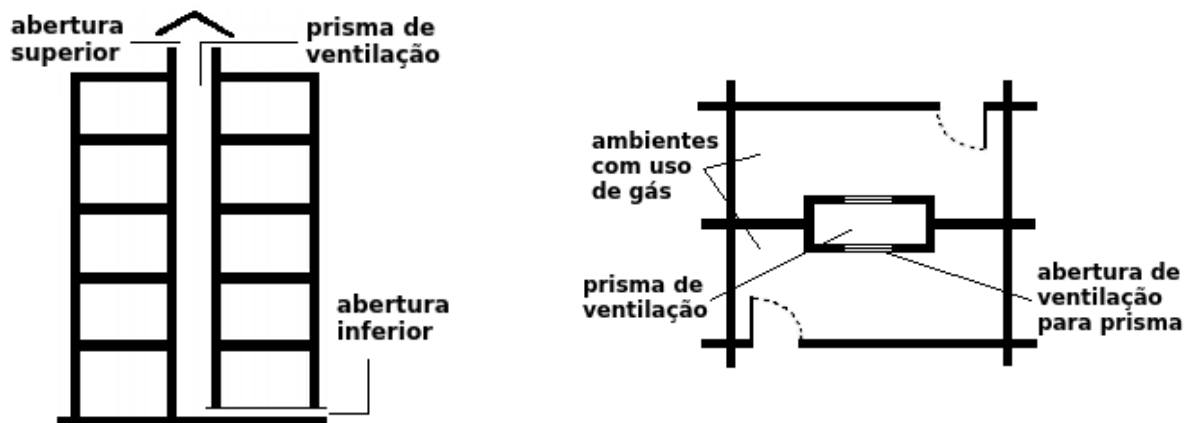 abertura
superior
prisma de
ventilação
abertura
inferior
ambientes
com uso
de gás
prisma de
ventilação
abertura de
ventilação
para prisma